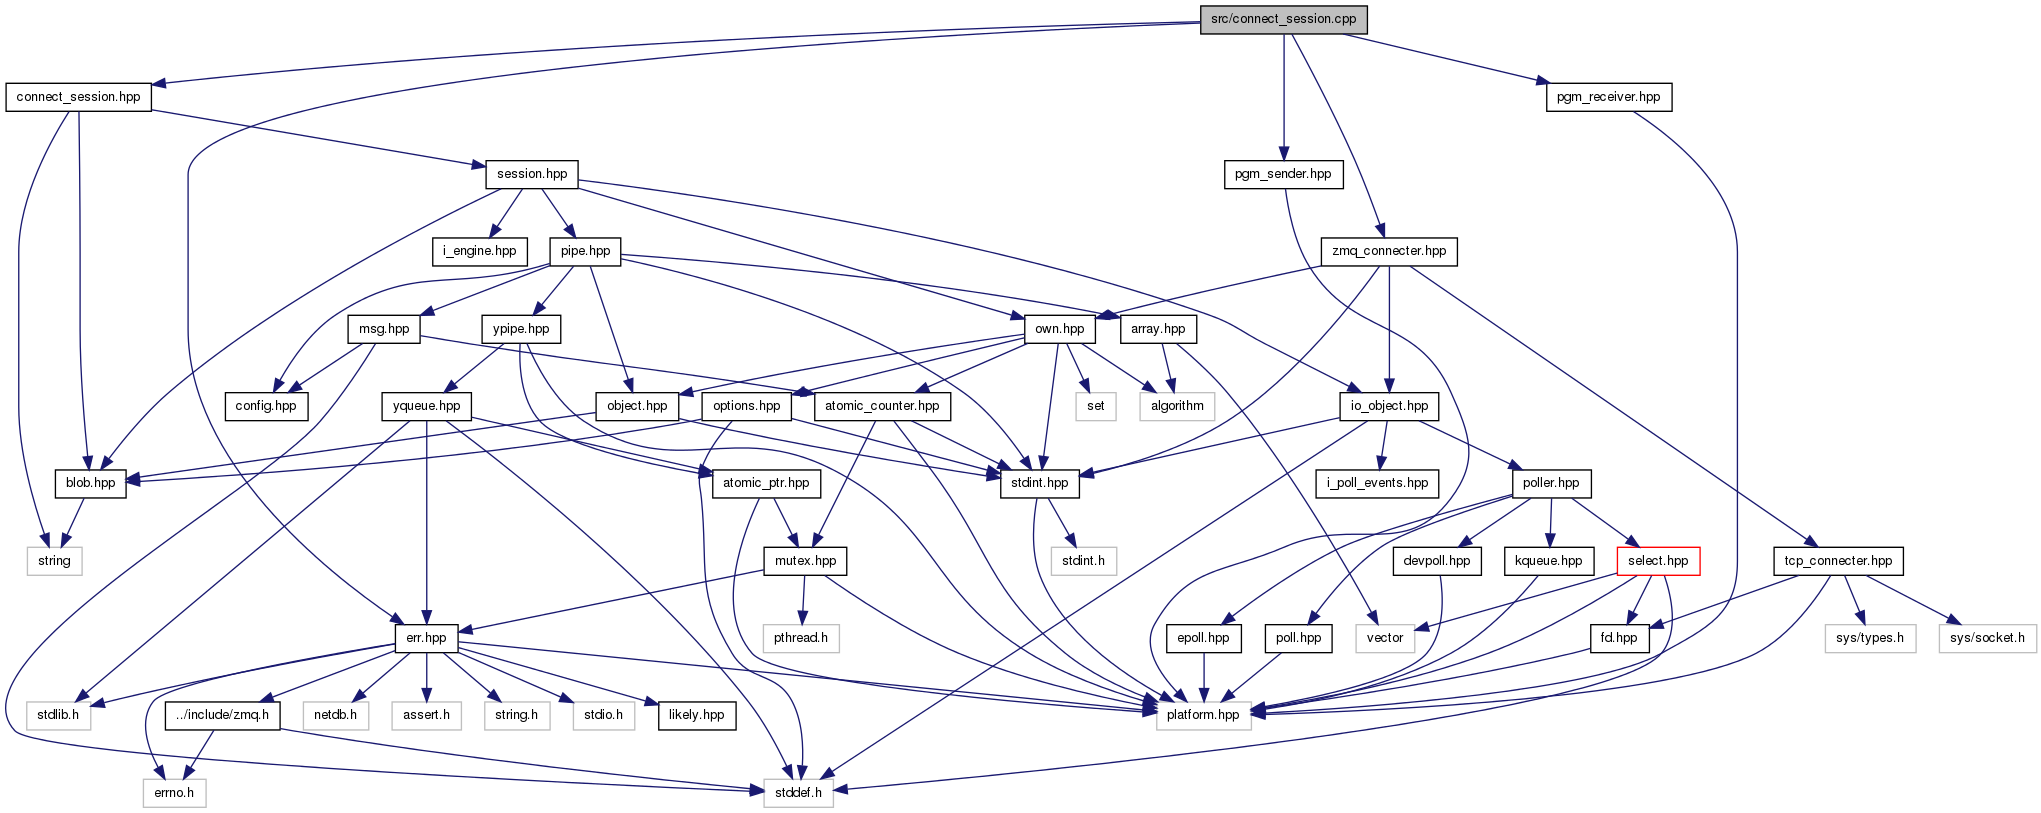 src/connect_session.cpp
connect_session.hpp
pgm_receiver.hpp
session.hpp
pgm_sender.hpp
i_engine.hpp
pipe.hpp
zmq_connecter.hpp
msg.hpp
ypipe.hpp
own.hpp
array.hpp
config.hpp
yqueue.hpp
object.hpp
options.hpp
atomic_counter.hpp
set
algorithm
io_object.hpp
blob.hpp
atomic_ptr.hpp
stdint.hpp
i_poll_events.hpp
poller.hpp
string
mutex.hpp
stdint.h
devpoll.hpp
kqueue.hpp
select.hpp
tcp_connecter.hpp
err.hpp
pthread.h
epoll.hpp
poll.hpp
vector
fd.hpp
sys/types.h
sys/socket.h
stdlib.h
../include/zmq.h
netdb.h
assert.h
string.h
stdio.h
likely.hpp
platform.hpp
errno.h
stddef.h